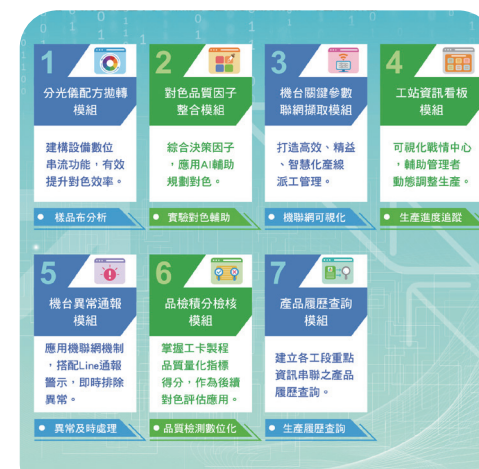 1
分光儀配方拋轉
模組
建構設備數位
串流功能，有效
提升對色效率。
● 樣品布分析
2
對色品質因子
整合模組
綜合決策因子
，應用AI輔助
規劃對色。
● 實驗對色輔助
3
機台關鍵參數
聯網擷取模組
打造高效、精益
、智慧化產線
派工管理。
● 機聯網可視化
4
工站資訊看板
模組
可視化戰情中心
，輔助管理者
動態調整生產。
● 生產進度追蹤
5
機台異常通報
模組
應用機聯網機制
，搭配Line通報
警示，即時排除
異常。
● 異常及時處理
6
品檢積分檢核
模組
掌握工卡製程
品質量化指標
得分，作為後續
對色評估應用。
● 品質檢測數位化
7
產品履歷查詢
模組
建立各工段重點
資訊串聯之產品
履歷查詢。
● 生產履歷查詢